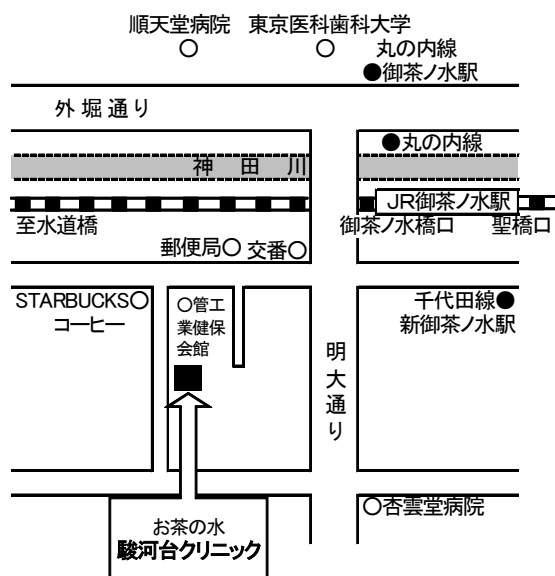 順天堂病院 東京医科歯科大学
丸の内線
御茶ノ水駅
外堀通り
丸の内線
神田川
JR御茶ノ水駅
至水道橋
御茶ノ水橋口
聖橋口
郵便局 交番
STARBUCKS
コーヒー
管工
業健保
会館
千代田線
新御茶ノ水駅
明大通り
杏雲堂病院
お茶の水
駿河台クリニック